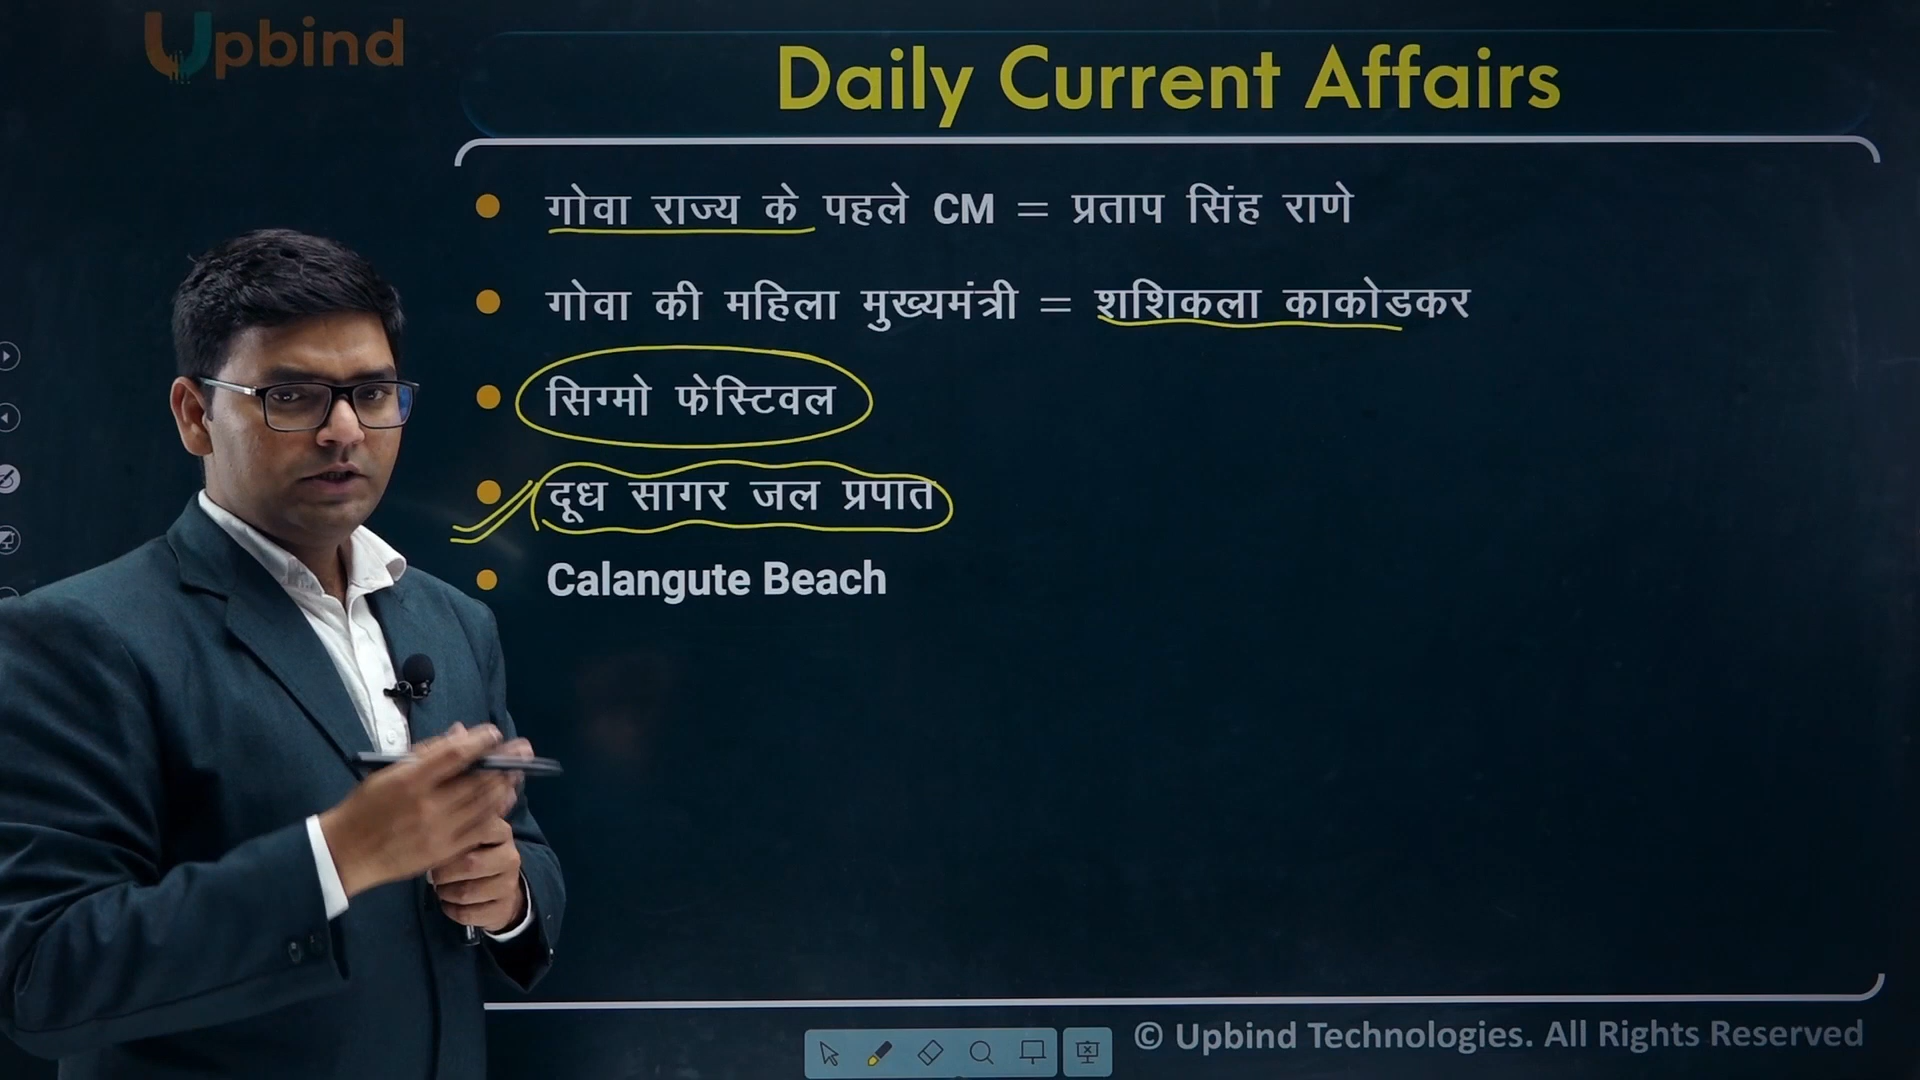 Upbind
Daily Current Affairs
गोवा राज्य के पहले CM = प्रताप सिंह राणे
गोवा की महिला मुख्यमंत्री = शशिकला काकोडकर
सिग्मो फेस्टिवल
दूध सागर जल प्रपात
Calangute Beach
© Upbind Technologies. All Rights Reserved